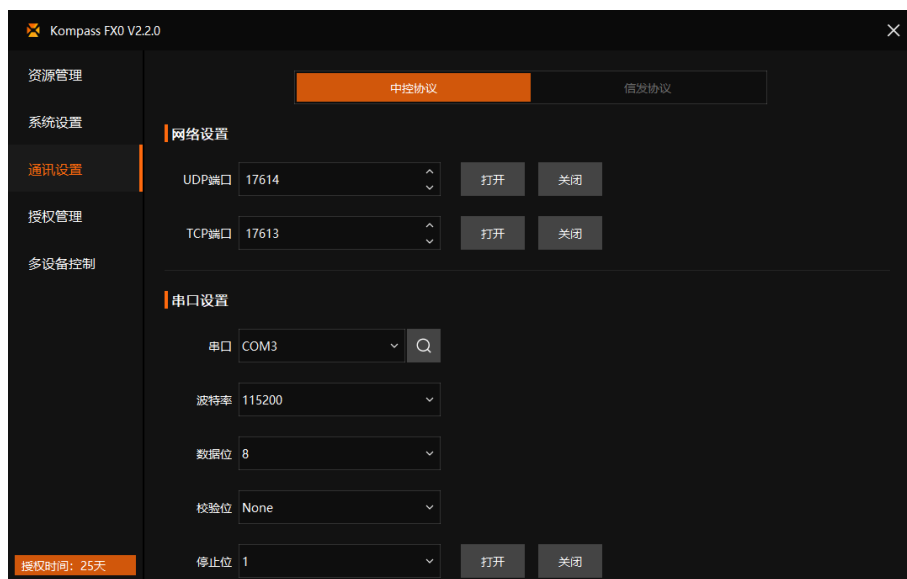 Kompass FX0 V2.2.0
资源管理
系统设置
通讯设置
授权管理
多设备控制
授权时间：25天
中控协议 信发协议
网络设置
UDP端口 17614 打开 关闭
TCP端口 17613 打开 关闭
串口设置
串口 COM3
波特率 115200
数据位 8
校验位 None
停止位 1 打开 关闭